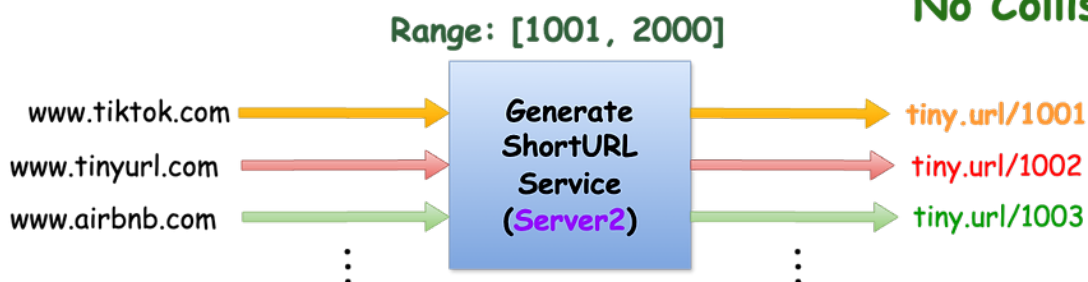 No
Range: [1001, 2000]
www.tiktok.com
Generate
ShortURL
Service
(Server2)
tiny.url/1001
www.tinyurl.com
tiny.url/1002
www.airbnb.com
tiny.url/1003